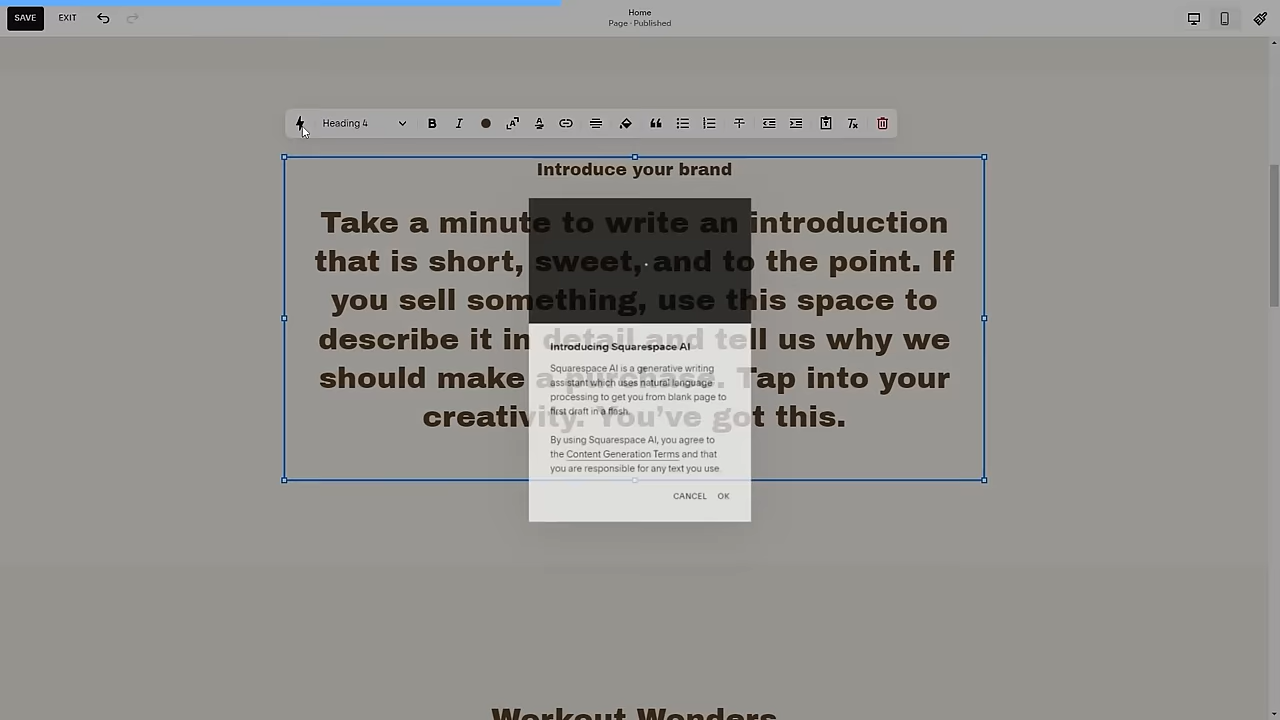 SAVE EXIT
Home
Page · Published
Heading 4
Introduce your brand
Take a minute to write an introduction
that is short, sweet, and to the point. If
you sell something, use this space to
describe it in detail and tell us why we
should make a purchase. Tap into your
creativity. You've got this.
Introducing Squarespace AI
Squarespace AI is a generative writing
assistant which uses natural language
processing to get you from blank page to
first draft in a flash.
By using Squarespace AI, you agree to
the Content Generation Terms and that
you are responsible for any text you use.
CANCEL OK
Workout Wonders